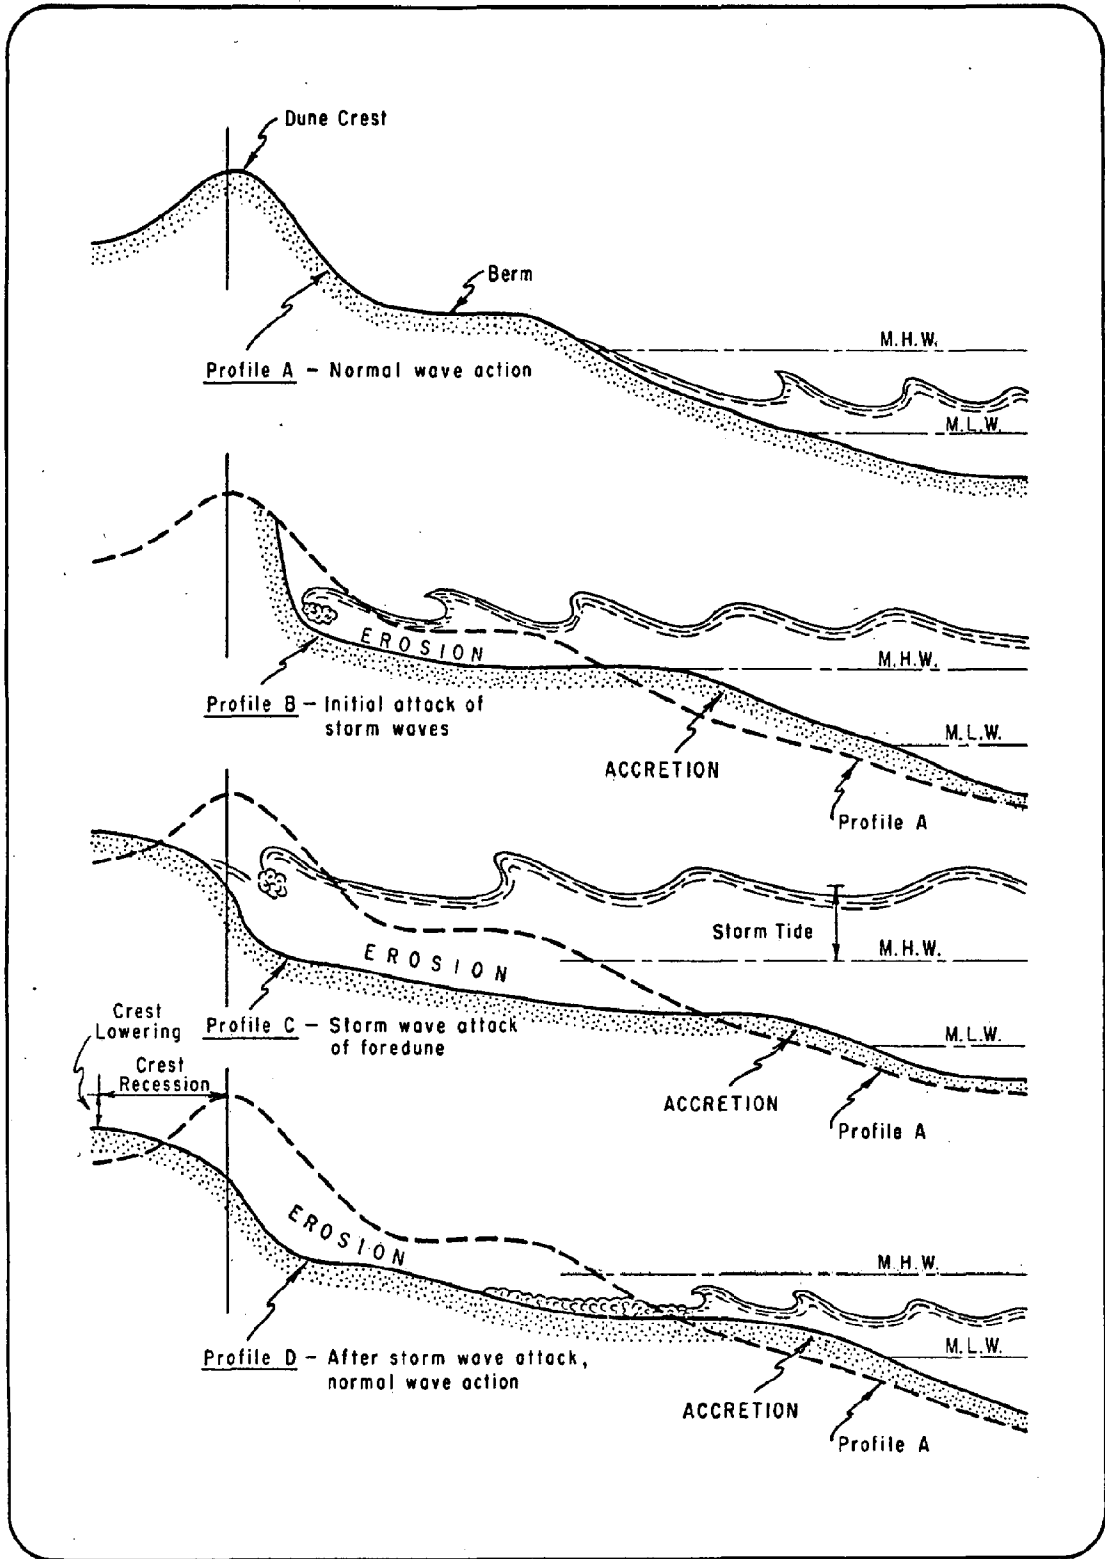 Dune Crest
Berm
M.H.W.
Profile A – Normal wave action
M.L.W.
EROSION
M.H.W.
Profile B – Initial attack of
storm waves
M.L.W.
ACCRETION
Profile A
Storm Tide
M.H.W.
EROSION
Crest
Lowering
Profile C – Storm wave attack
of foredune
M.L.W.
Crest
Recession
ACCRETION
Profile A
EROSION
M.H.W.
Profile D – After storm wave attack,
normal wave action
M.L.W.
ACCRETION
Profile A